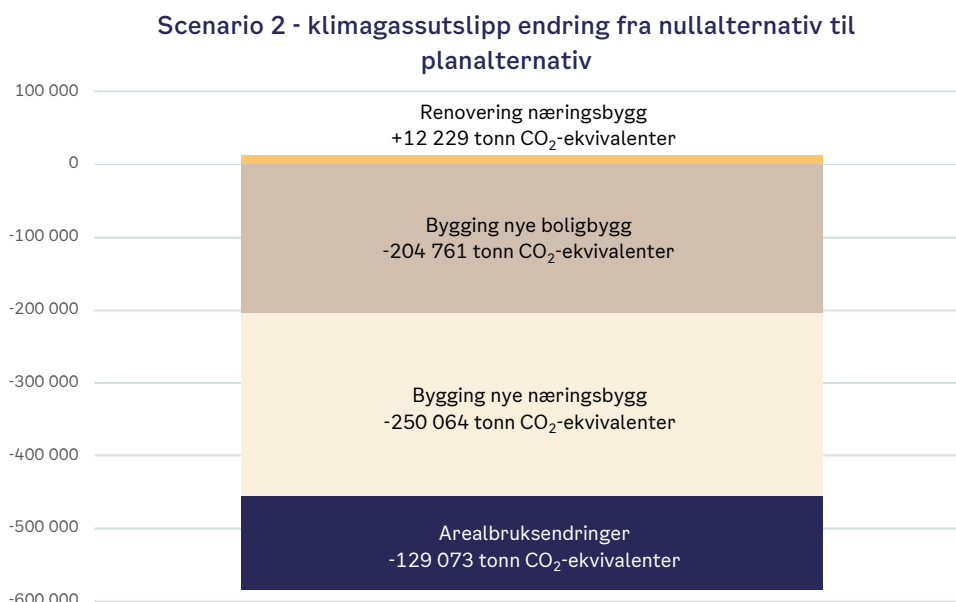 Scenario 2 - klimagassutslipp endring fra nullalternativ til
planalternativ
100 000
Renovering næringsbygg
+12 229 tonn CO₂-ekvivalenter
0
Bygging nye boligbygg
-204 761 tonn CO₂-ekvivalenter
-100 000
-200 000
-300 000
Bygging nye næringsbygg
-250 064 tonn CO₂-ekvivalenter
-400 000
-500 000
Arealbruksendringer
-129 073 tonn CO₂-ekvivalenter
-600 000